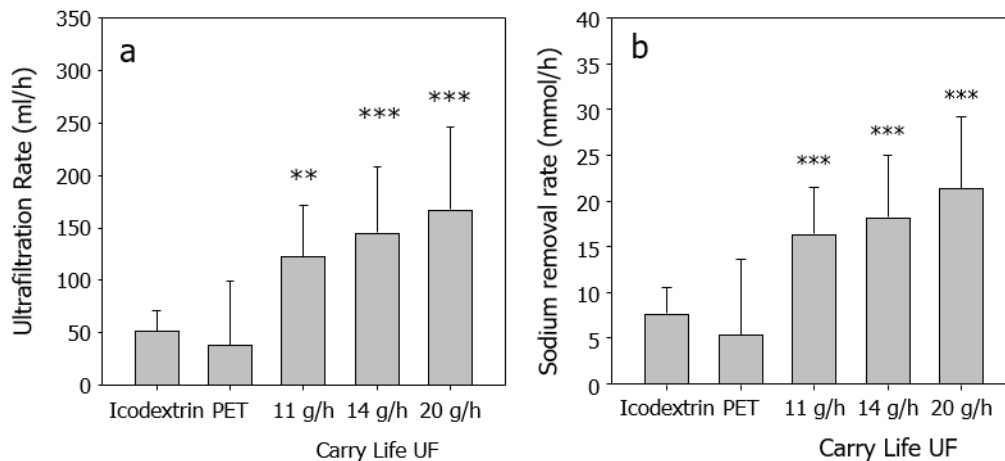 a
Ultrafiltration Rate (ml/h)
350
300
250
200
150
100
50
0
**
***
***
Icodextrin PET 11 g/h 14 g/h 20 g/h
Carry Life UF
b
Sodium removal rate (mmol/h)
40
35
30
25
20
15
10
5
0
***
***
***
Icodextrin PET 11 g/h 14 g/h 20 g/h
Carry Life UF